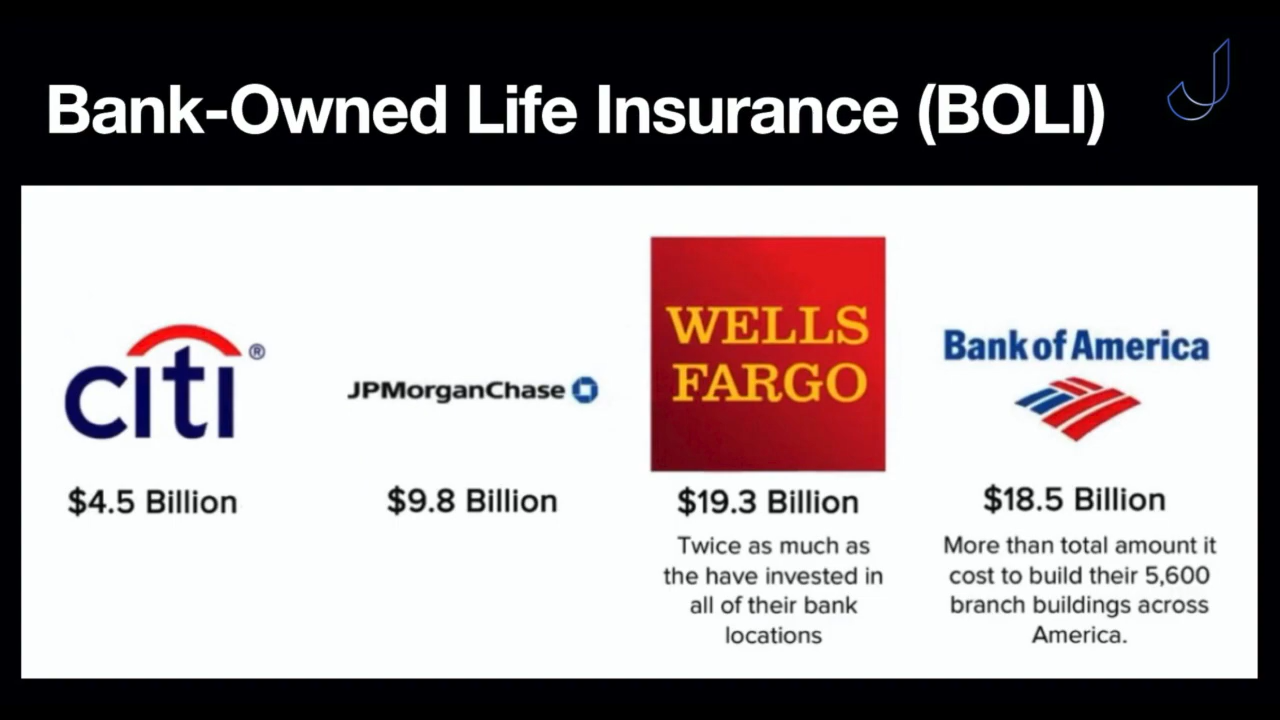 Bank-Owned Life Insurance (BOLI)
citi®
$4.5 Billion
JPMorganChase
$9.8 Billion
WELLS
FARGO
$19.3 Billion
Twice as much as
the have invested in
all of their bank
locations
Bank of America
$18.5 Billion
More than total amount it
cost to build their 5,600
branch buildings across
America.